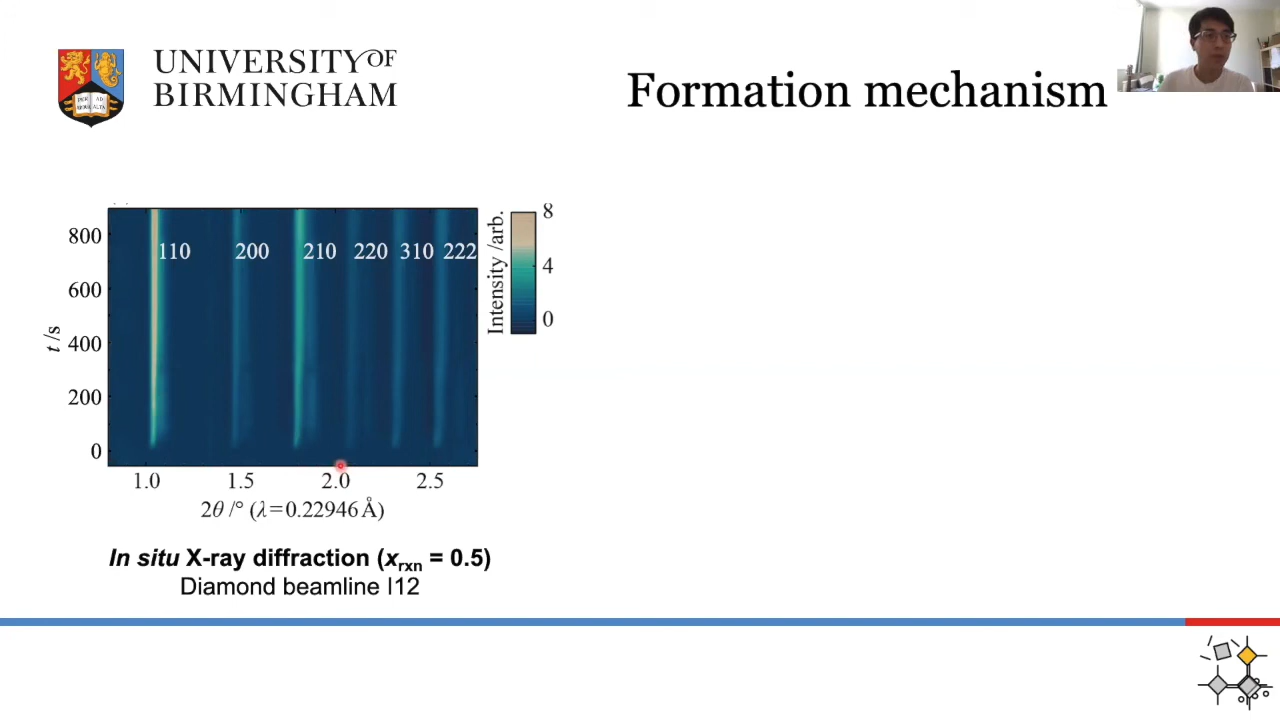 UNIVERSITY OF
BIRMINGHAM
Formation mechanism
800
600
400
200
0
t /s
110 200 210 220 310 222
1.0 1.5 2.0 2.5
2θ /° (λ=0.22946 Å)
Intensity /arb.
8
4
0
In situ X-ray diffraction (xrxn = 0.5)
Diamond beamline I12